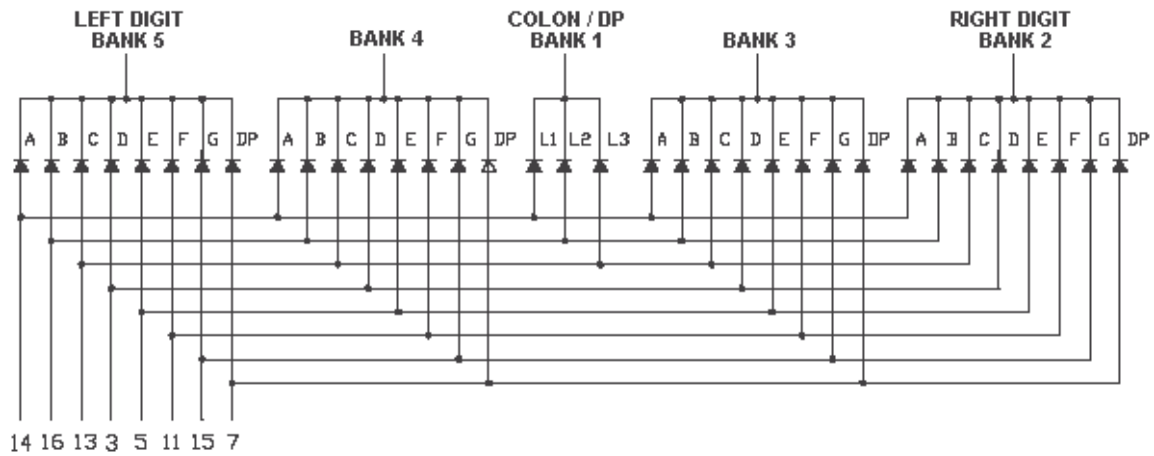 LEFT DIGIT
BANK 5
BANK 4
COLON / DP
BANK 1
BANK 3
RIGHT DIGIT
BANK 2
A B C D E F G DP
A B C D E F G DP
L1 L2 L3
A B C D E F G DP
A B C D E F G DP
14 16 13 3 5 11 15 7